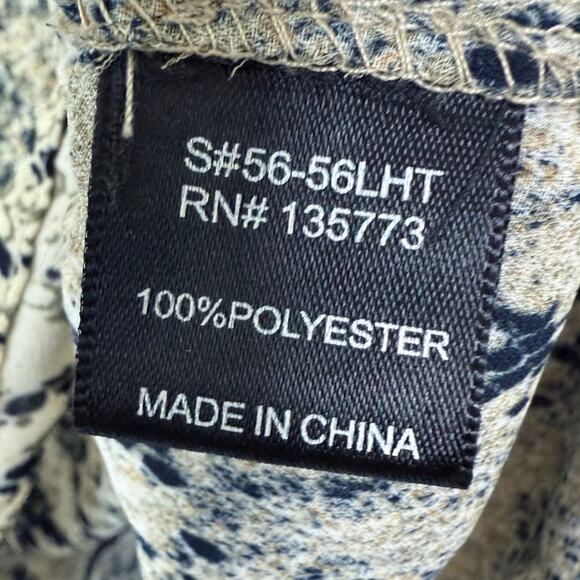 S#56-56LHT
RN# 135773
100%POLYESTER
MADE IN CHINA